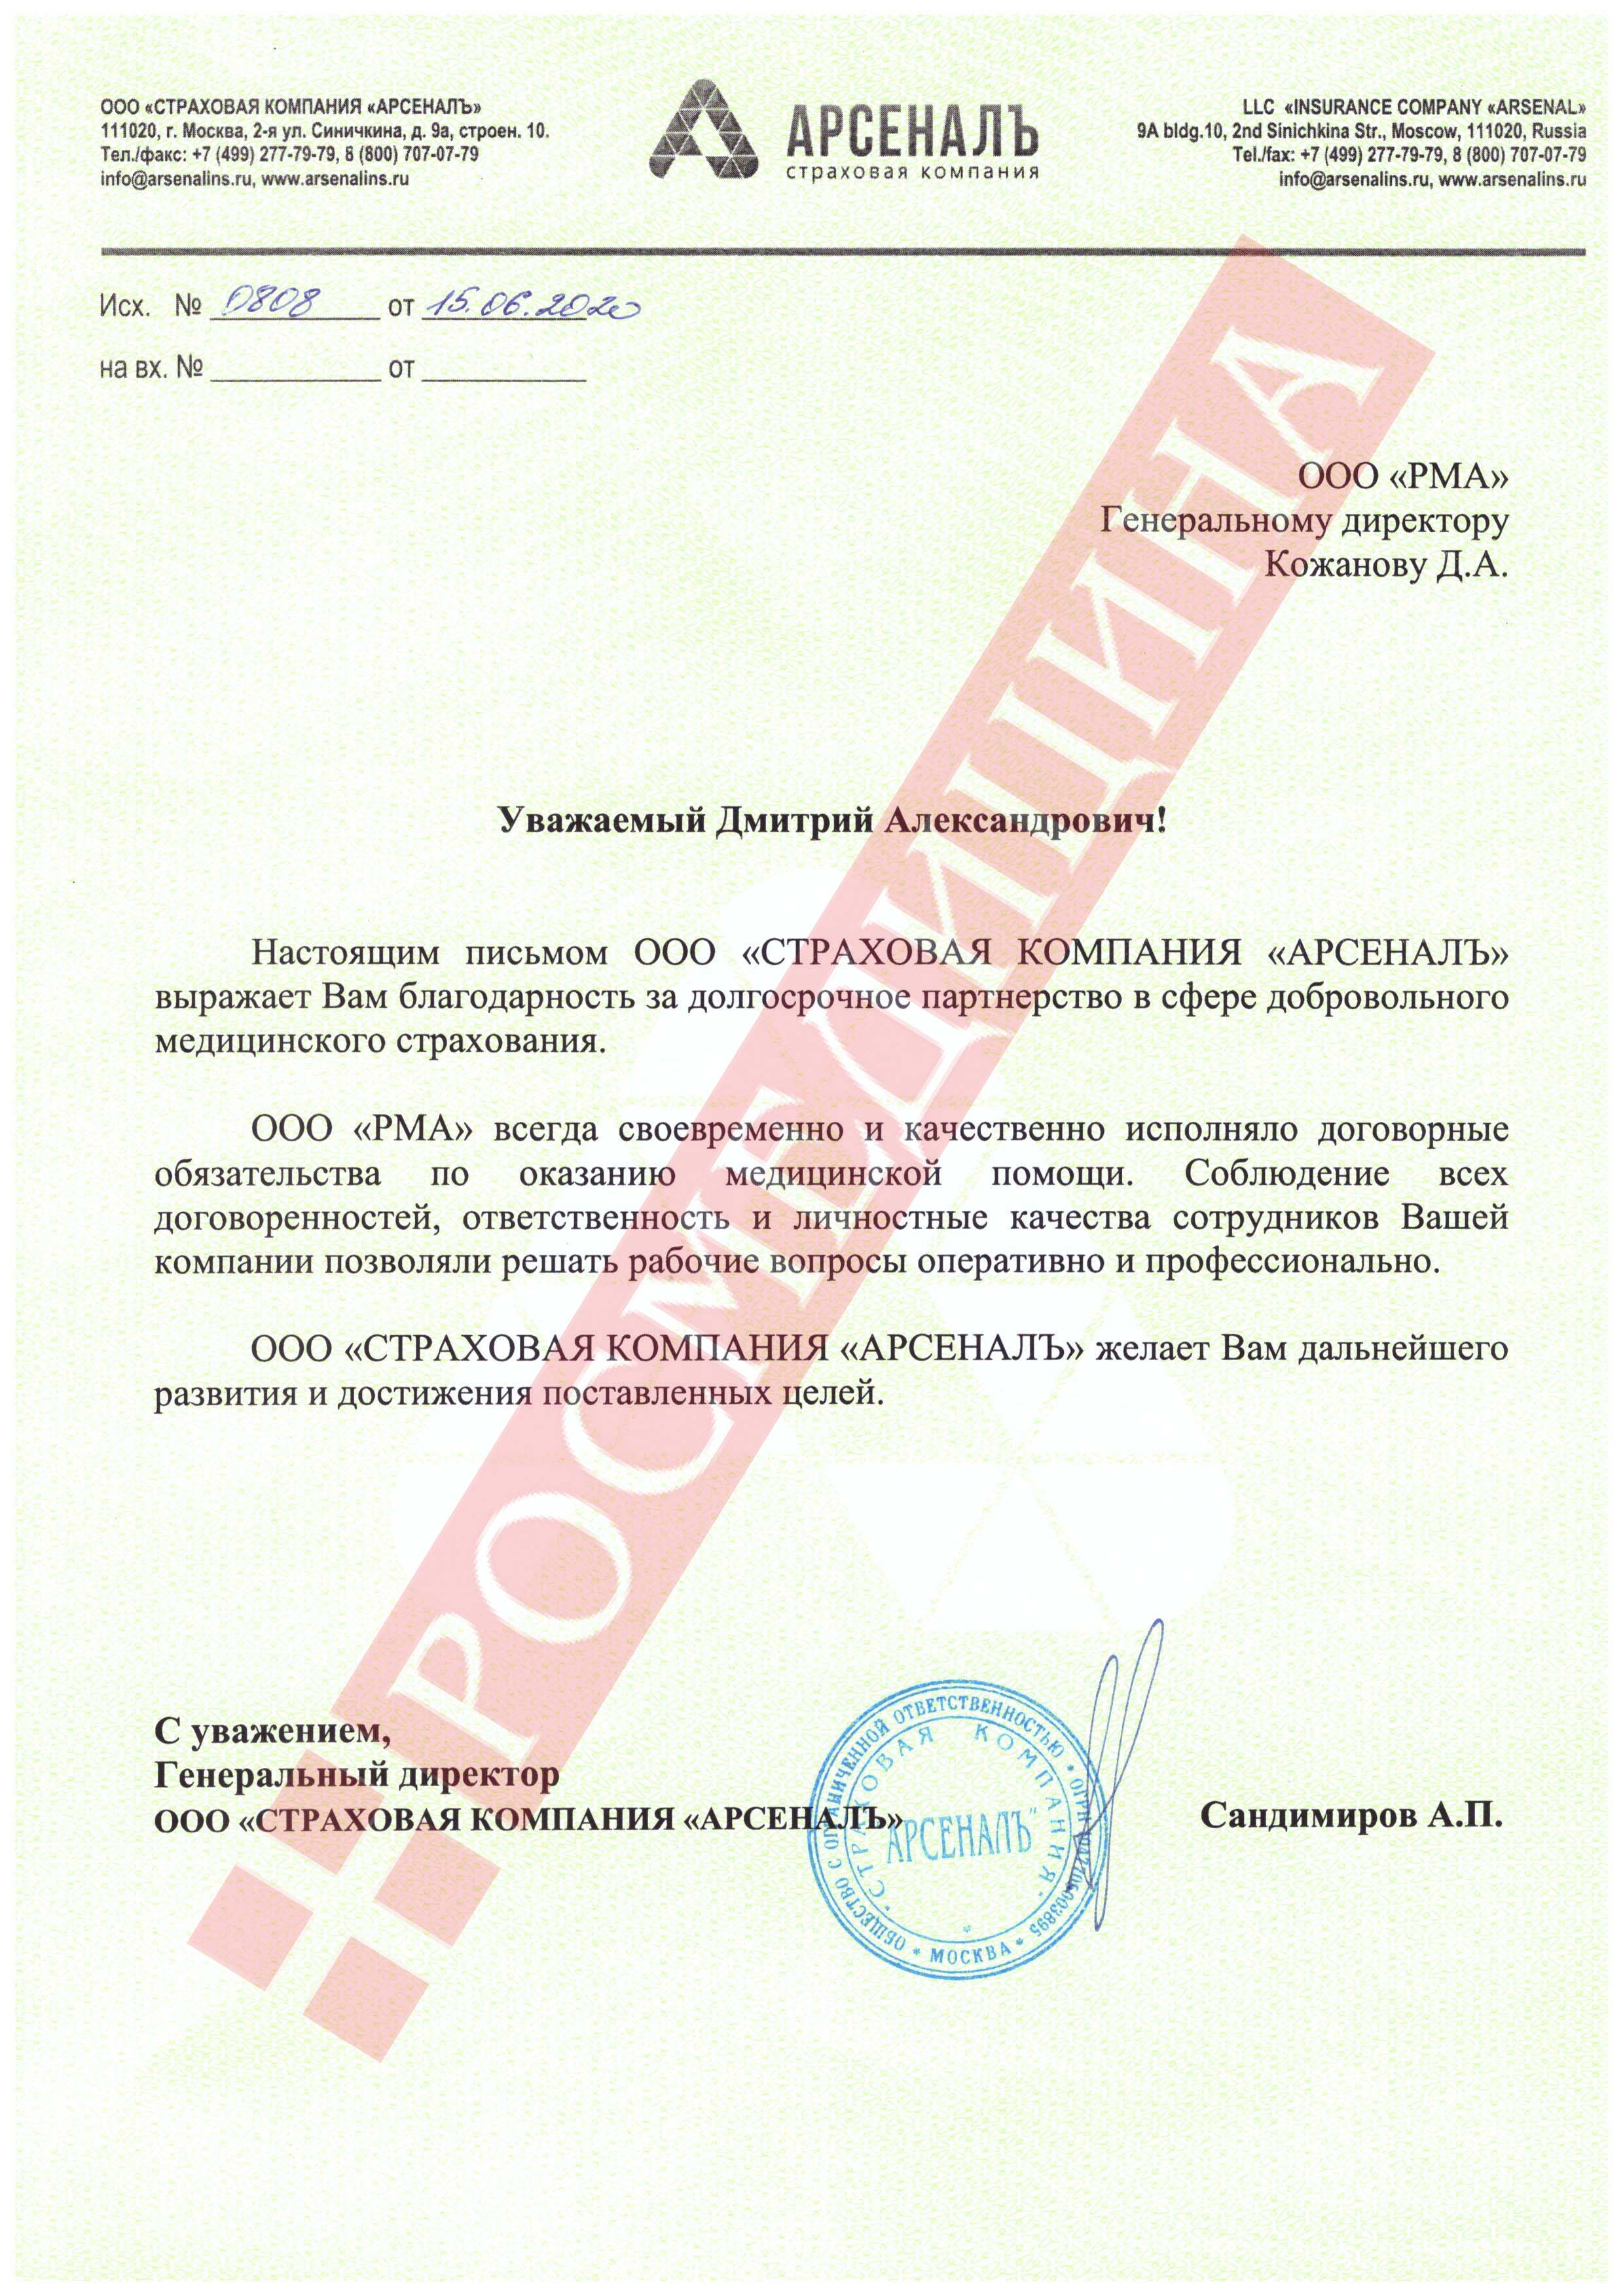 ООО «СТРАХОВАЯ КОМПАНИЯ «АРСЕНАЛЪ»
111020, г. Москва, 2-я ул. Синичкина, д. 9а, строен. 10.
Тел./факс: +7 (499) 277-79-79, 8 (800) 707-07-79
info@arsenalins.ru, www.arsenalins.ru
АРСЕНАЛЪ
страховая компания
LLC «INSURANCE COMPANY «ARSENAL»
9A bldg.10, 2nd Sinichkina Str., Moscow, 111020, Russia
Tel./fax: +7 (499) 277-79-79, 8 (800) 707-07-79
info@arsenalins.ru, www.arsenalins.ru
Исх. № 0808 от 15.06.2020
на вх. № от
ООО «РМА»
Генеральному директору
Кожанову Д.А.
Уважаемый Дмитрий Александрович!
Настоящим письмом ООО «СТРАХОВАЯ КОМПАНИЯ «АРСЕНАЛЪ»
выражает Вам благодарность за долгосрочное партнерство в сфере добровольного
медицинского страхования.
ООО «РМА» всегда своевременно и качественно исполняло договорные
обязательства по оказанию медицинской помощи. Соблюдение всех
договоренностей, ответственность и личностные качества сотрудников Вашей
компании позволяли решать рабочие вопросы оперативно и профессионально.
ООО «СТРАХОВАЯ КОМПАНИЯ «АРСЕНАЛЪ» желает Вам дальнейшего
развития и достижения поставленных целей.
С уважением,
Генеральный директор
ООО «СТРАХОВАЯ КОМПАНИЯ «АРСЕНАЛЪ»
Сандимиров А.П.
ОБЩЕСТВО С ОГРАНИЧЕННОЙ ОТВЕТСТВЕННОСТЬЮ * ОГРН
* МОСКВА *
СТРАХОВАЯ КОМПАНИЯ
АРСЕНАЛЪ"
РОСМЕДИЦИНА